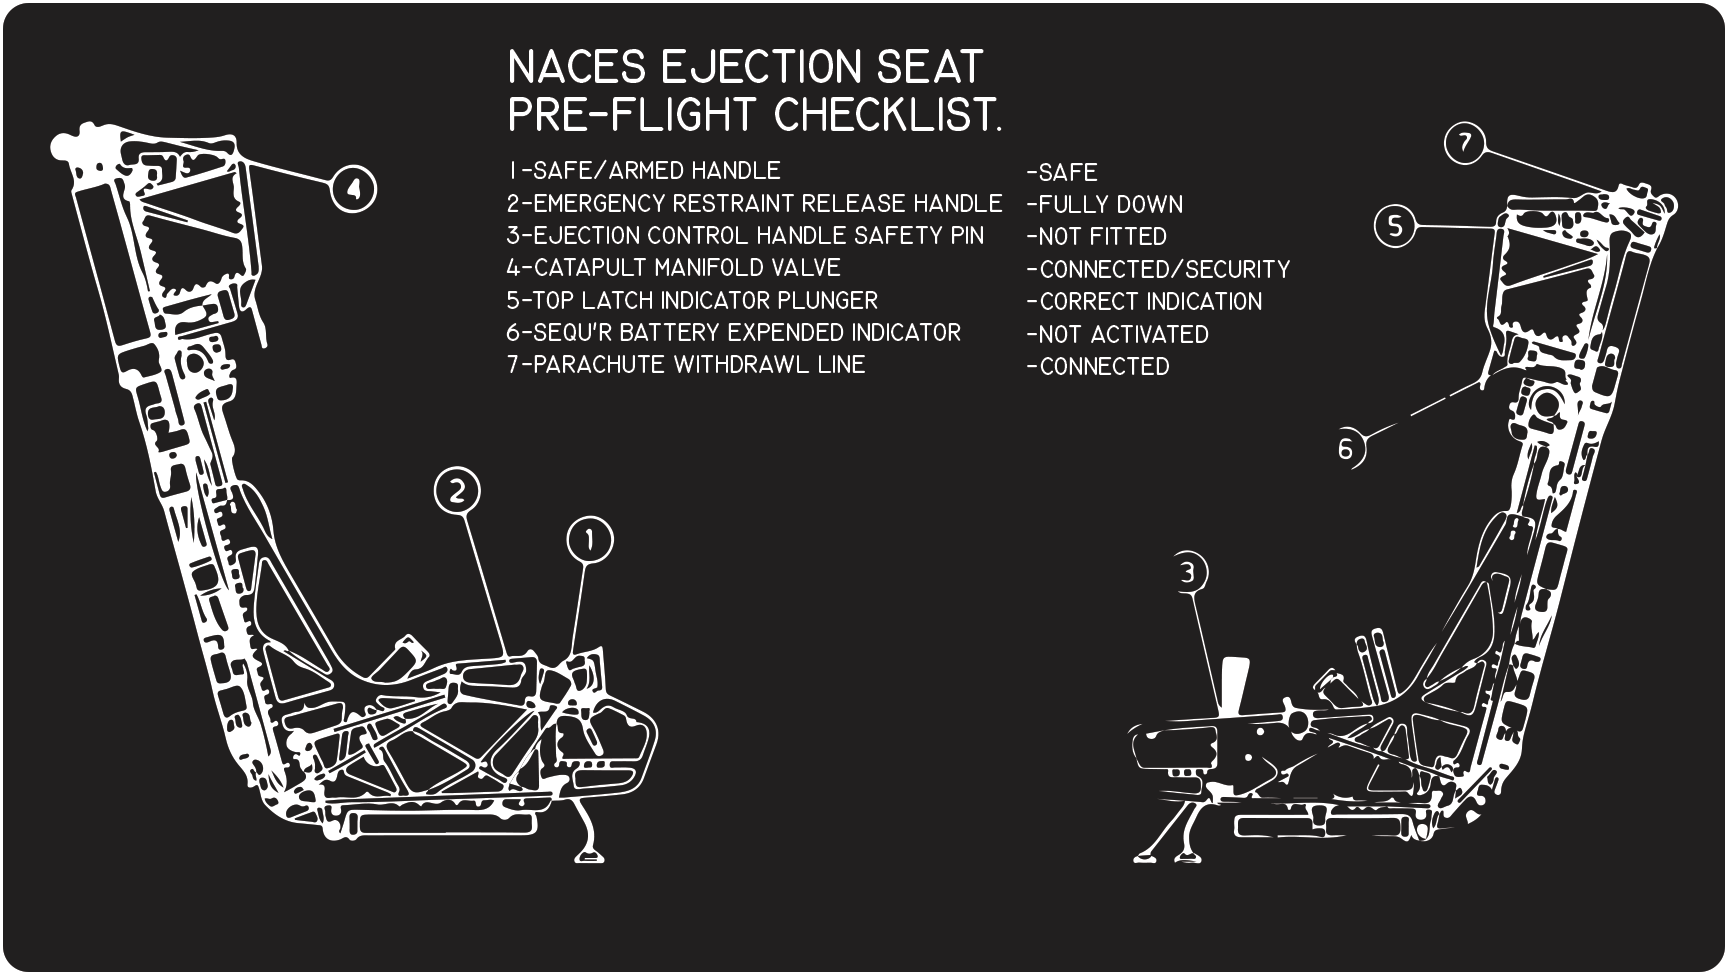 NACES EJECTION SEAT
PRE-FLIGHT CHECKLIST.
1-SAFE/ARMED HANDLE -SAFE
2-EMERGENCY RESTRAINT RELEASE HANDLE -FULLY DOWN
3-EJECTION CONTROL HANDLE SAFETY PIN -NOT FITTED
4-CATAPULT MANIFOLD VALVE -CONNECTED/SECURITY
5-TOP LATCH INDICATOR PLUNGER -CORRECT INDICATION
6-SEQU'R BATTERY EXPENDED INDICATOR -NOT ACTIVATED
7-PARACHUTE WITHDRAWL LINE -CONNECTED
4
2
1
7
5
6
3